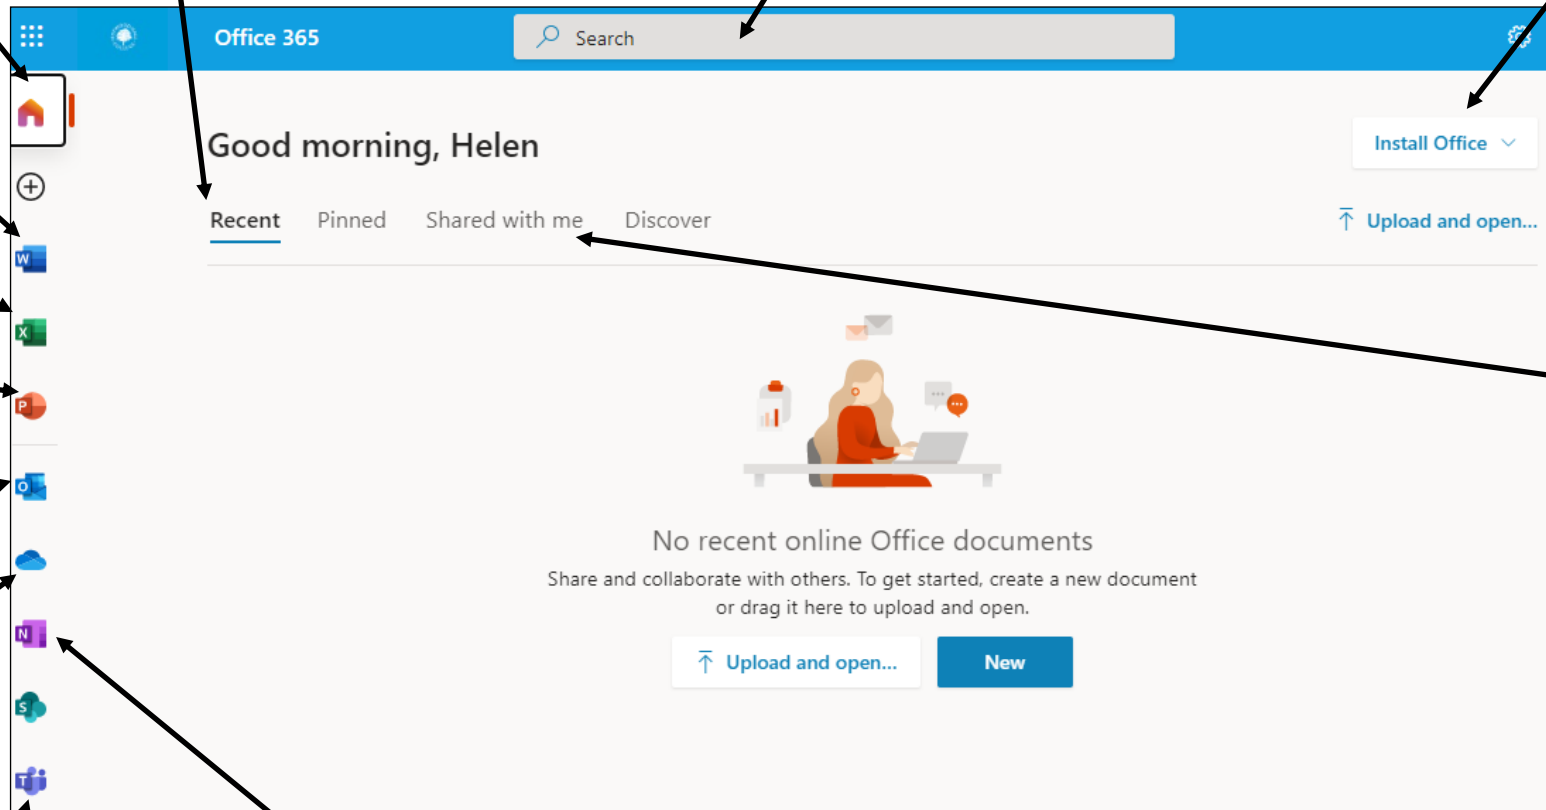 Office 365
Search
Good morning, Helen
Install Office
Recent Pinned Shared with me Discover
Upload and open...
W
X
P
O
N
S
T
No recent online Office documents
Share and collaborate with others. To get started, create a new document
or drag it here to upload and open.
Upload and open...
New